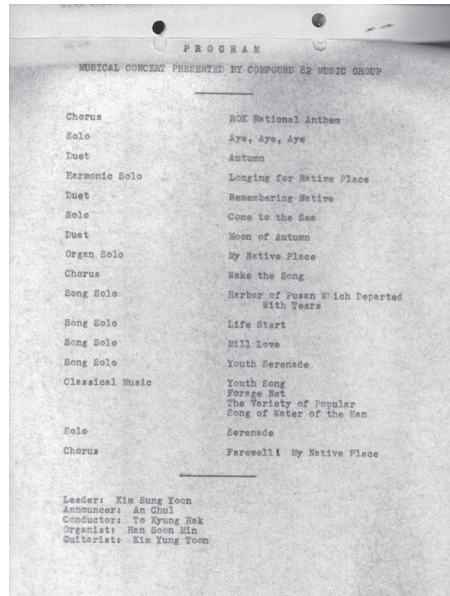 PROGRAM
MUSICAL CONCERT PRESENTED BY COMPOUND 82 MUSIC GROUP
Chorus ROK National Anthem
Solo Aye, Aye, Aye
Duet Autumn
Harmonic Solo Longing for Native Place
Duet Remembering Native
Solo Come to the Sea
Duet Moon of Autumn
Organ Solo My Native Place
Chorus Wake the Song
Song Solo Harbor of Pusan Which Departed
With Tears
Song Solo Life Start
Song Solo Mill Love
Song Solo Youth Serenade
Classical Music Youth Song
Forage Net
The Variety of Popular
Song of Water of the Han
Solo Serenade
Chorus Farewell! My Native Place
Leader: Kim Sung Yoon
Announcer: An Chul
Conductor: To Kyung Hak
Organist: Han Soon Min
Guitarist: Kim Yung Toon